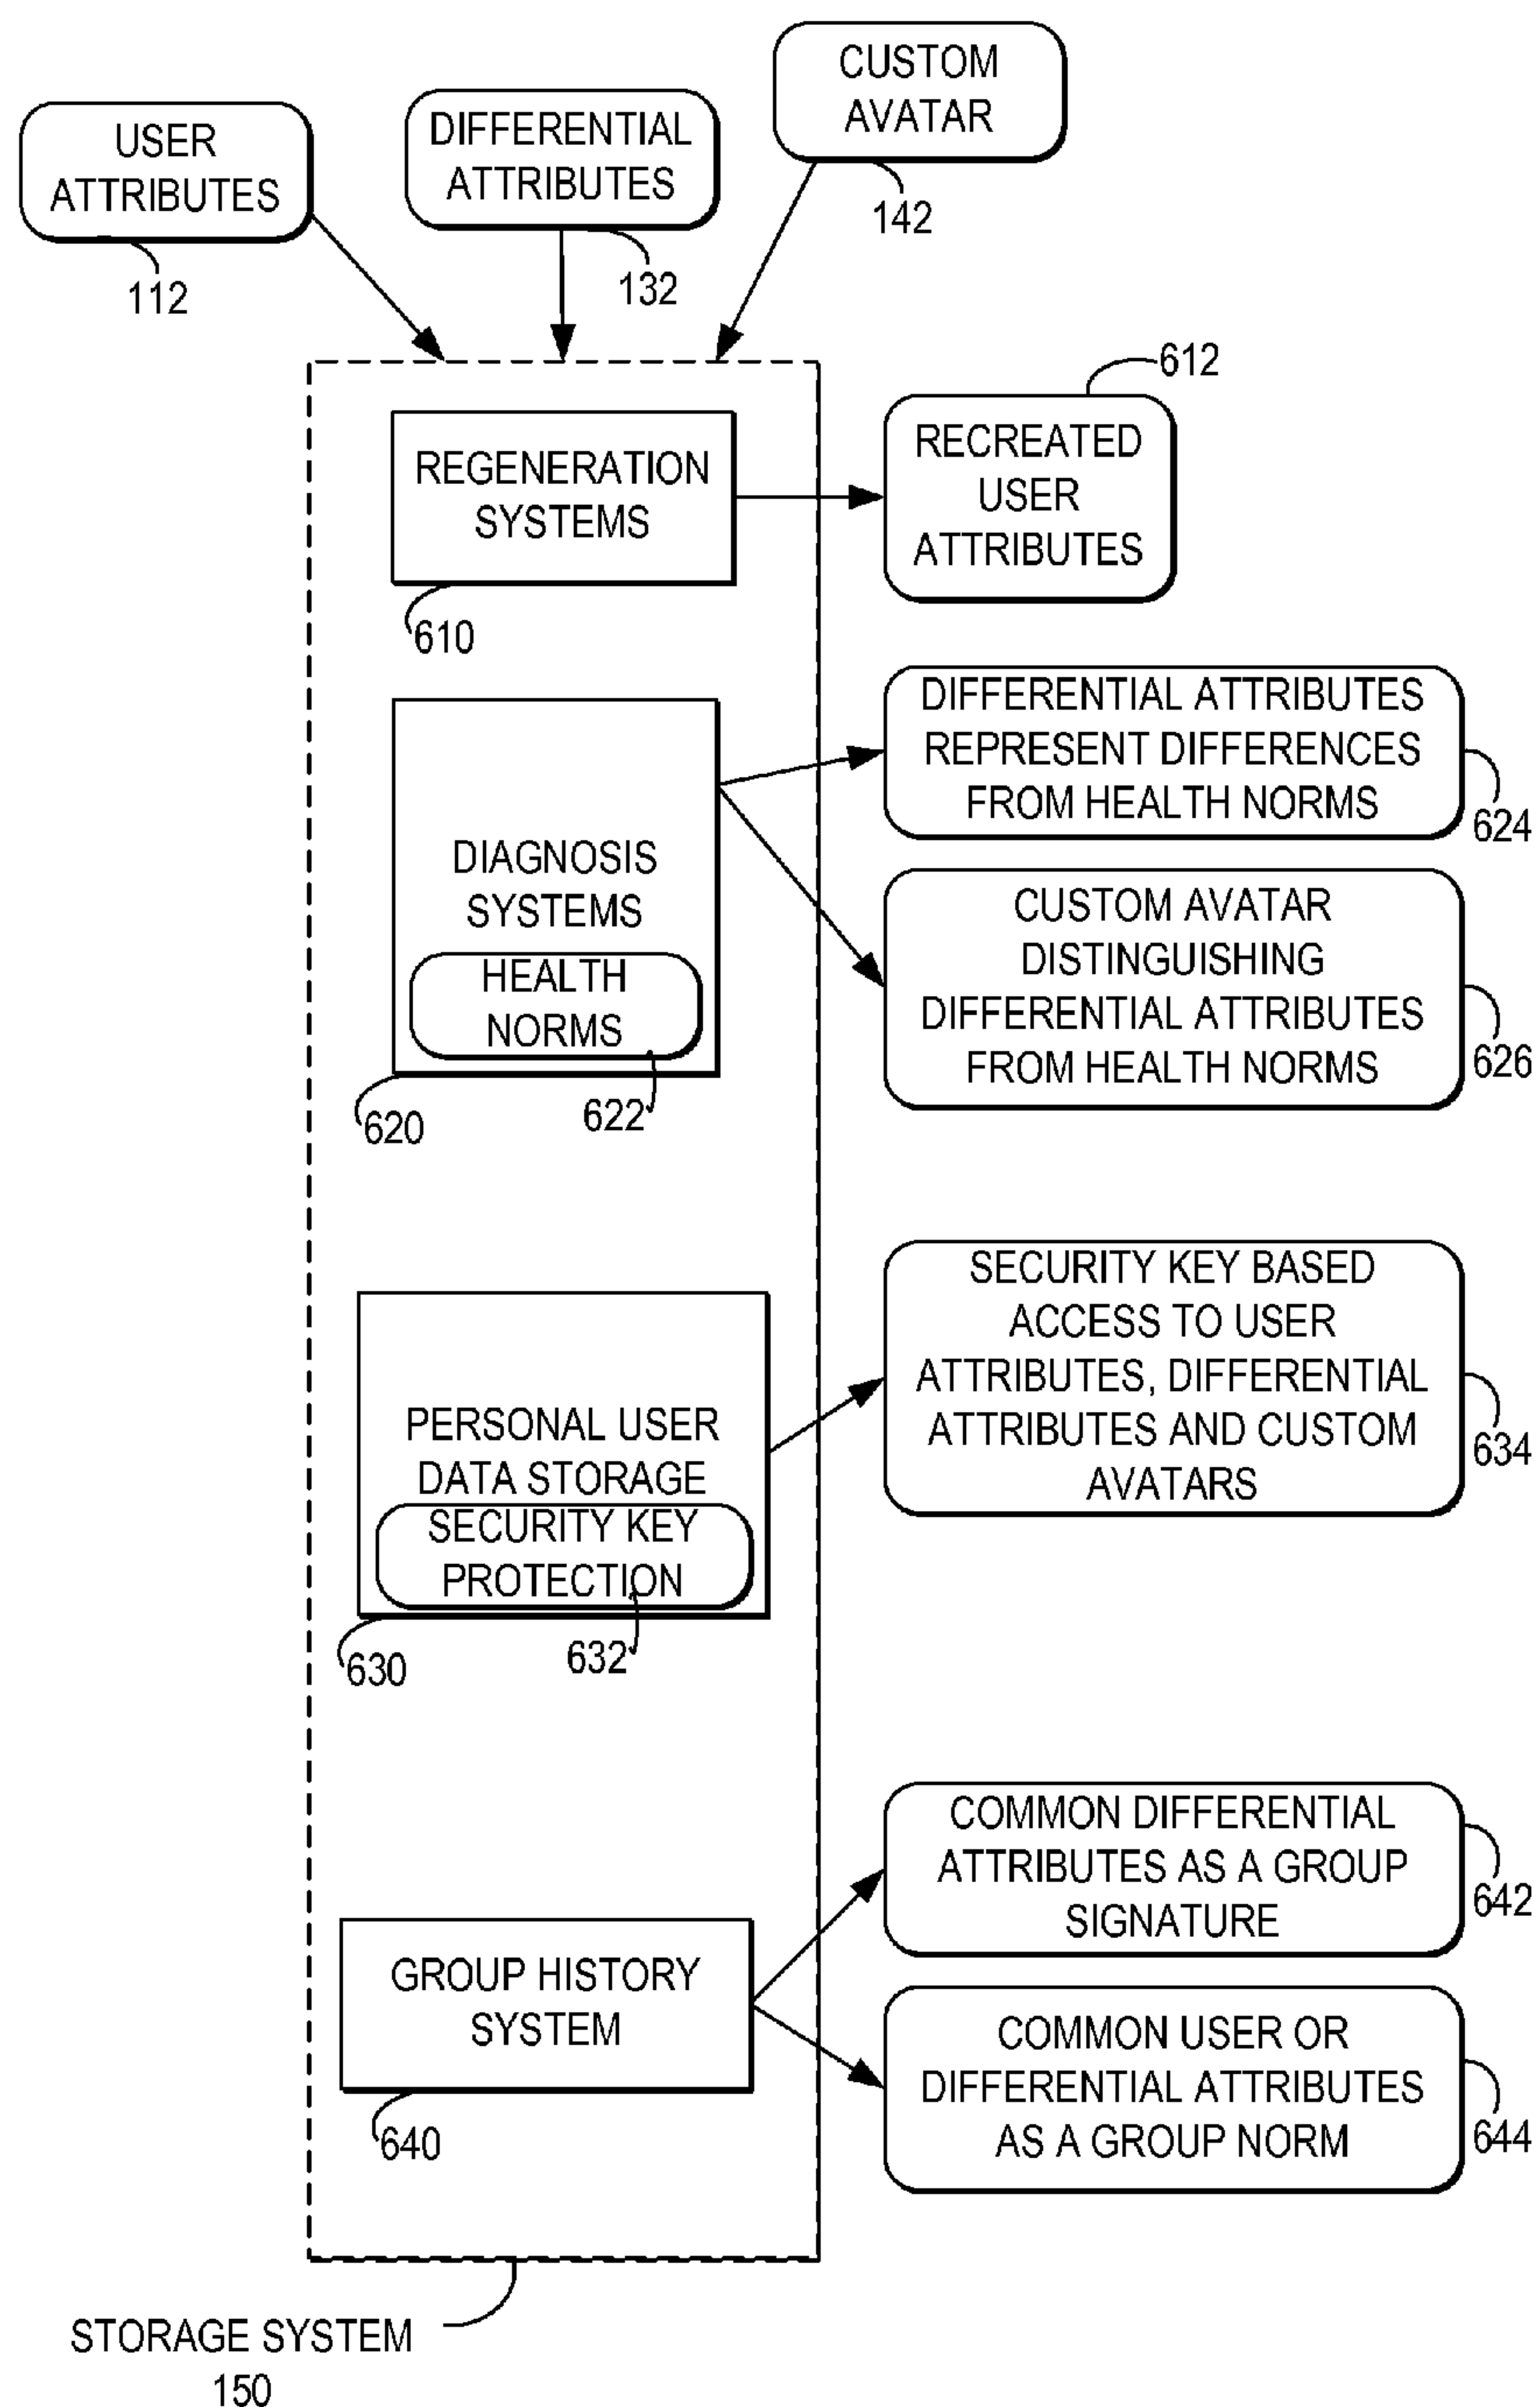 CUSTOM
AVATAR
142
DIFFERENTIAL
ATTRIBUTES
132
USER
ATTRIBUTES
112
REGENERATION
SYSTEMS
610
612
RECREATED
USER
ATTRIBUTES
DIAGNOSIS
SYSTEMS
HEALTH
NORMS
620
622
DIFFERENTIAL ATTRIBUTES
REPRESENT DIFFERENCES
FROM HEALTH NORMS
624
CUSTOM AVATAR
DISTINGUISHING
DIFFERENTIAL ATTRIBUTES
FROM HEALTH NORMS
626
PERSONAL USER
DATA STORAGE
SECURITY KEY
PROTECTION
630
632
SECURITY KEY BASED
ACCESS TO USER
ATTRIBUTES, DIFFERENTIAL
ATTRIBUTES AND CUSTOM
AVATARS
634
GROUP HISTORY
SYSTEM
640
COMMON DIFFERENTIAL
ATTRIBUTES AS A GROUP
SIGNATURE
642
COMMON USER OR
DIFFERENTIAL ATTRIBUTES
AS A GROUP NORM
644
STORAGE SYSTEM
150